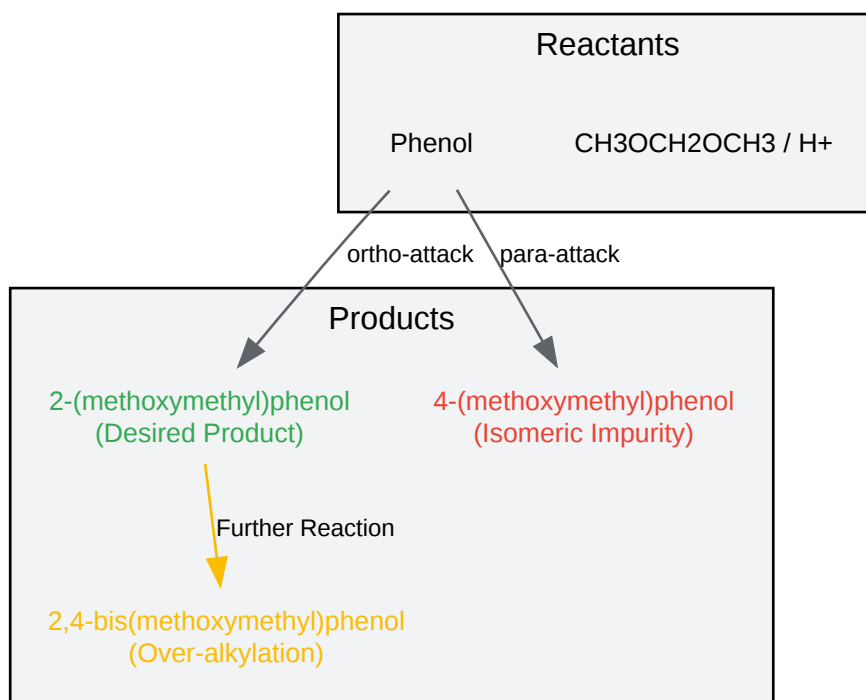 Reactants
Phenol
CH3OCH2OCH3 / H+
ortho-attack
para-attack
Products
2-(methoxymethyl)phenol
(Desired Product)
4-(methoxymethyl)phenol
(Isomeric Impurity)
Further Reaction
2,4-bis(methoxymethyl)phenol
(Over-alkylation)